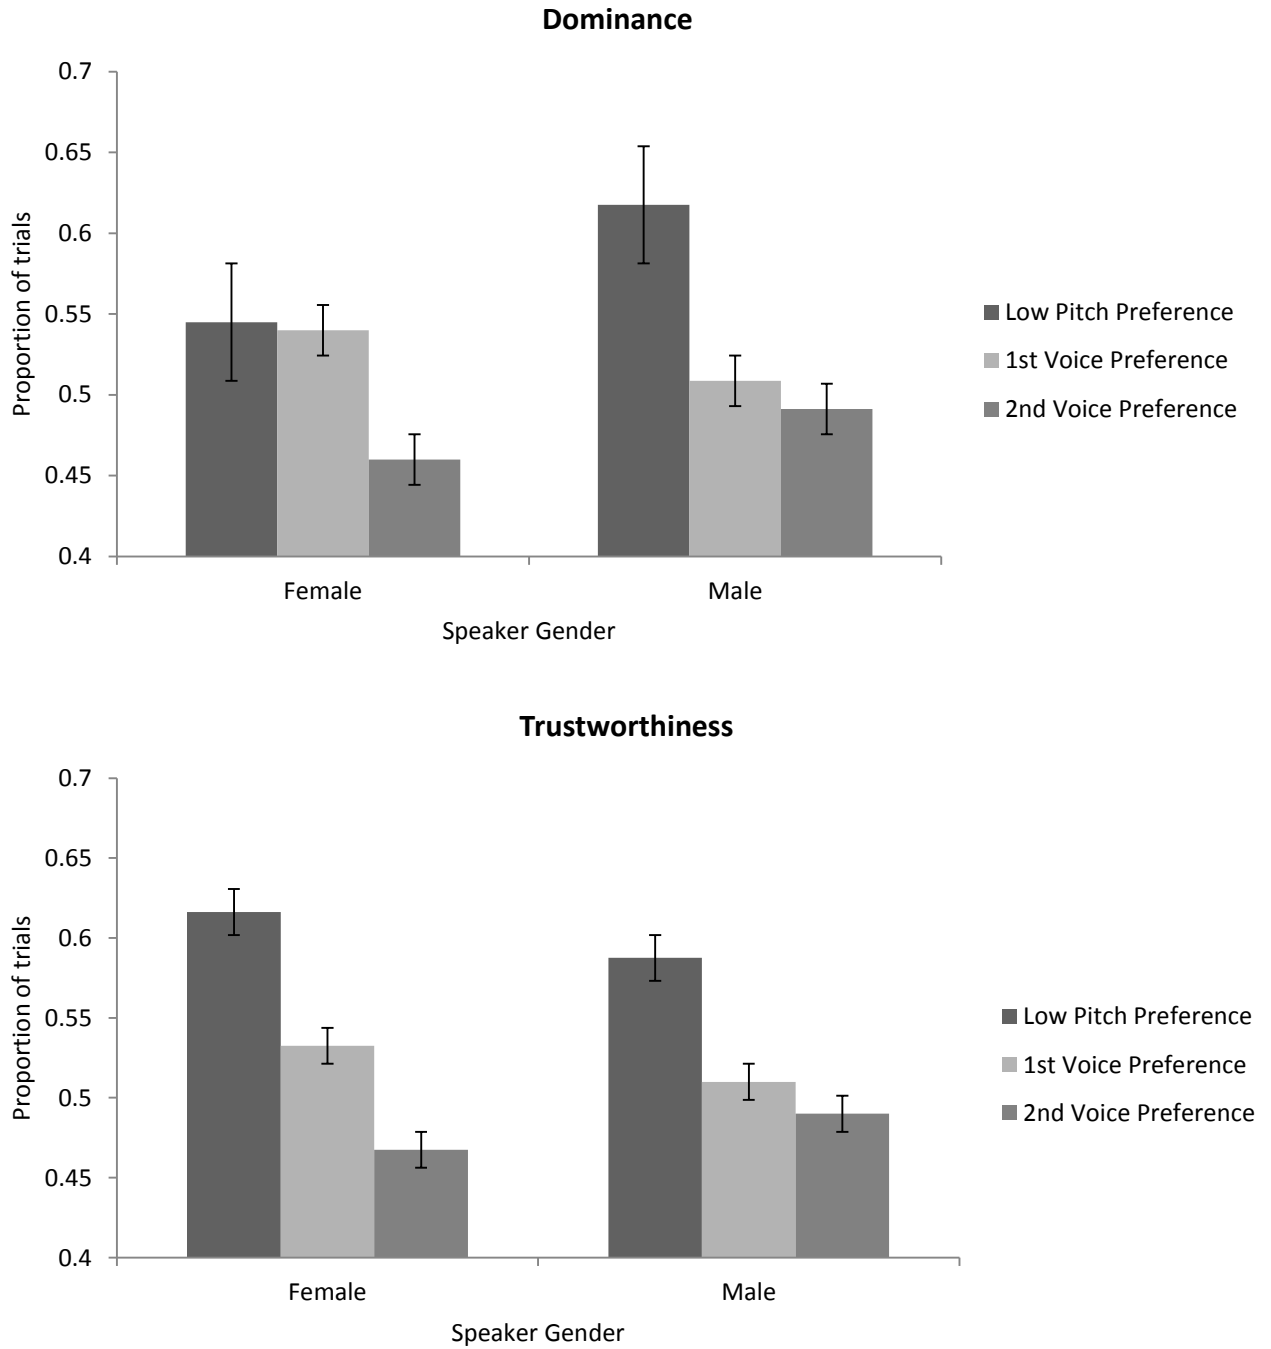 Dominance
0.7
0.65
0.6
0.55
0.5
0.45
0.4
Proportion of trials
Female
Male
Speaker Gender
Low Pitch Preference
1st Voice Preference
2nd Voice Preference
Trustworthiness
0.7
0.65
0.6
0.55
0.5
0.45
0.4
Proportion of trials
Female
Male
Speaker Gender
Low Pitch Preference
1st Voice Preference
2nd Voice Preference